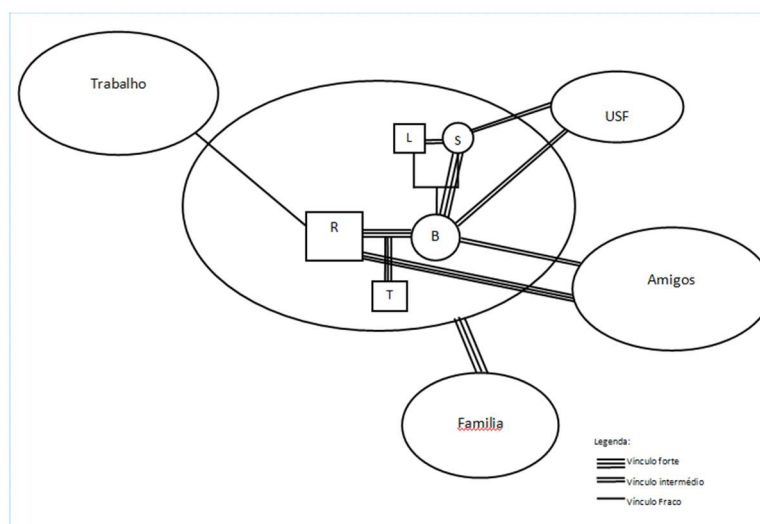 Trabalho
USF
L
S
R
B
Amigos
T
Familia
Legenda:
Vínculo forte
Vínculo intermédio
Vínculo Fraco